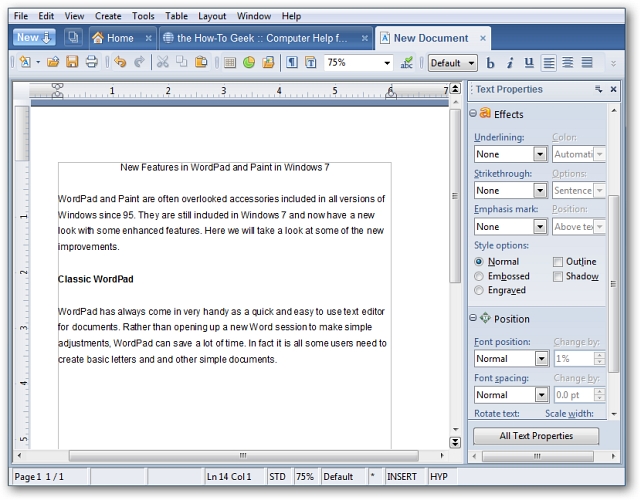 File Edit View Create Tools Table Layout Window Help
New Home the How-To Geek :: Computer Help f... New Document
75% abc Default b i u
1 2 3 4 5 6 7
Text Properties
Effects
Underlining: Color:
None Automati
Strikethrough: Options:
None Sentence
Emphasis mark: Position:
None Above te
Style options:
Normal Outline
Embossed Shadow
Engraved
Position
Font position: Change by:
Normal 1%
Font spacing: Change by:
Normal 0.0 pt
Rotate text: Scale width:
All Text Properties
New Features in WordPad and Paint in Windows 7
WordPad and Paint are often overlooked accessories included in all versions of
Windows since 95. They are still included in Windows 7 and now have a new
look with some enhanced features. Here we will take a look at some of the new
improvements.
Classic WordPad
WordPad has always come in very handy as a quick and easy to use text editor
for documents. Rather than opening up a new Word session to make simple
adjustments, WordPad can save a lot of time. In fact it is all some users need to
create basic letters and and other simple documents.
1
2
3
4
5
Page1 1 / 1 Ln 14 Col 1 STD 75% Default * INSERT HYP